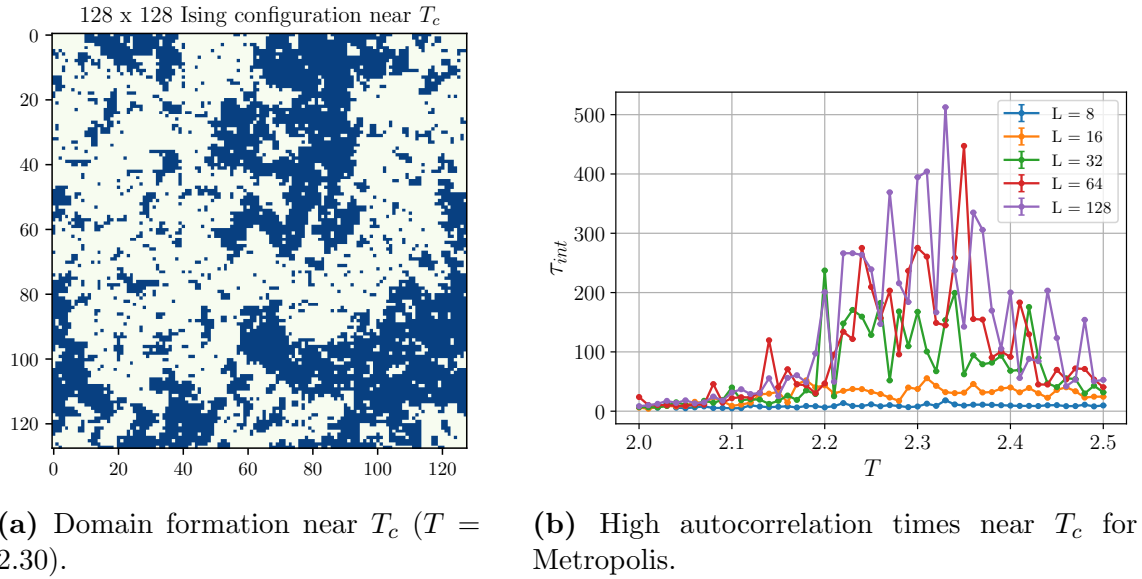 128 x 128 Ising configuration near T_c
0
20
40
60
80
100
120
0 20 40 60 80 100 120
500
400
300
200
100
0
τ_int
L = 8
L = 16
L = 32
L = 64
L = 128
2.0 2.1 2.2 2.3 2.4 2.5
T
(a) Domain formation near T_c (T =
2.30).
(b) High autocorrelation times near T_c for
Metropolis.